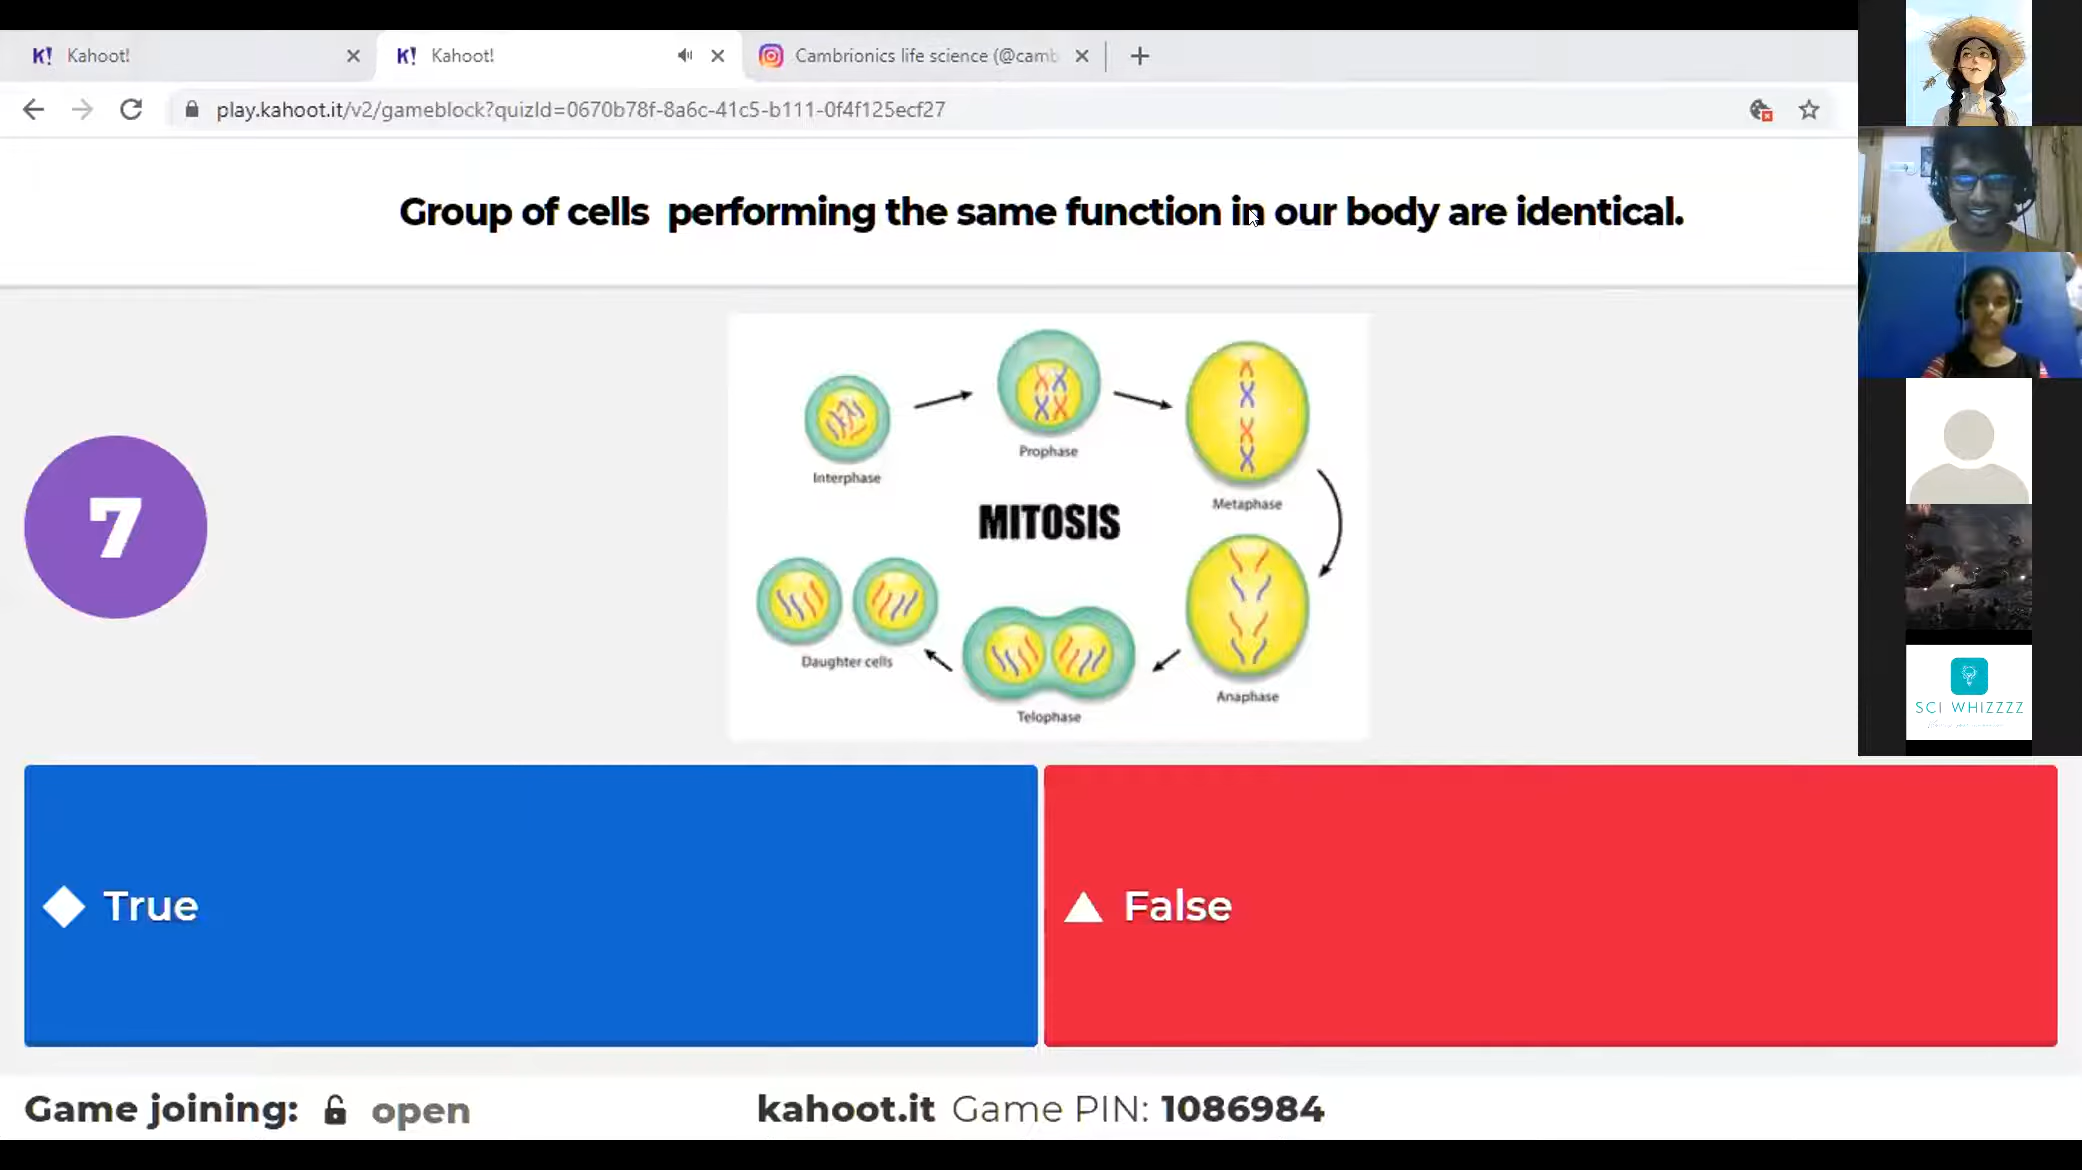 Kahoot!
Kahoot!
Cambrionics life science (@camb
play.kahoot.it/v2/gameblock?quizId=0670b78f-8a6c-41c5-b111-0f4f125ecf27
Group of cells performing the same function in our body are identical.
7
Interphase
Prophase
Metaphase
MITOSIS
Daughter cells
Telophase
Anaphase
SCI WHIZZZZ
True
False
Game joining: open
kahoot.it Game PIN: 1086984